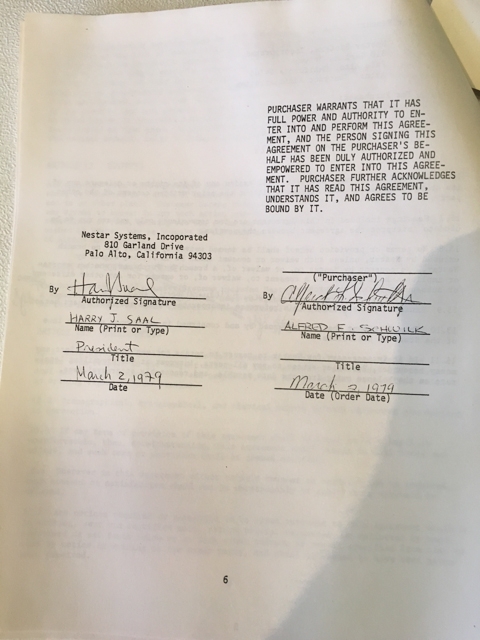 PURCHASER WARRANTS THAT IT HAS
FULL POWER AND AUTHORITY TO EN-
TER INTO AND PERFORM THIS AGREE-
MENT, AND THE PERSON SIGNING THIS
AGREEMENT ON THE PURCHASER'S BE-
HALF HAS BEEN DULY AUTHORIZED AND
EMPOWERED TO ENTER INTO THIS AGREE-
MENT. PURCHASER FURTHER ACKNOWLEDGES
THAT IT HAS READ THIS AGREEMENT,
UNDERSTANDS IT, AND AGREES TO BE
BOUND BY IT.
Nestar Systems, Incorporated
810 Garland Drive
Palo Alto, California 94303
By
Authorized Signature
HARRY J. SAAL
Name (Print or Type)
President
Title
March 2, 1979
Date
("Purchaser")
By
Authorized Signature
ALFRED E.
Name (Print or Type)
Title
March 2, 1979
Date (Order Date)
6